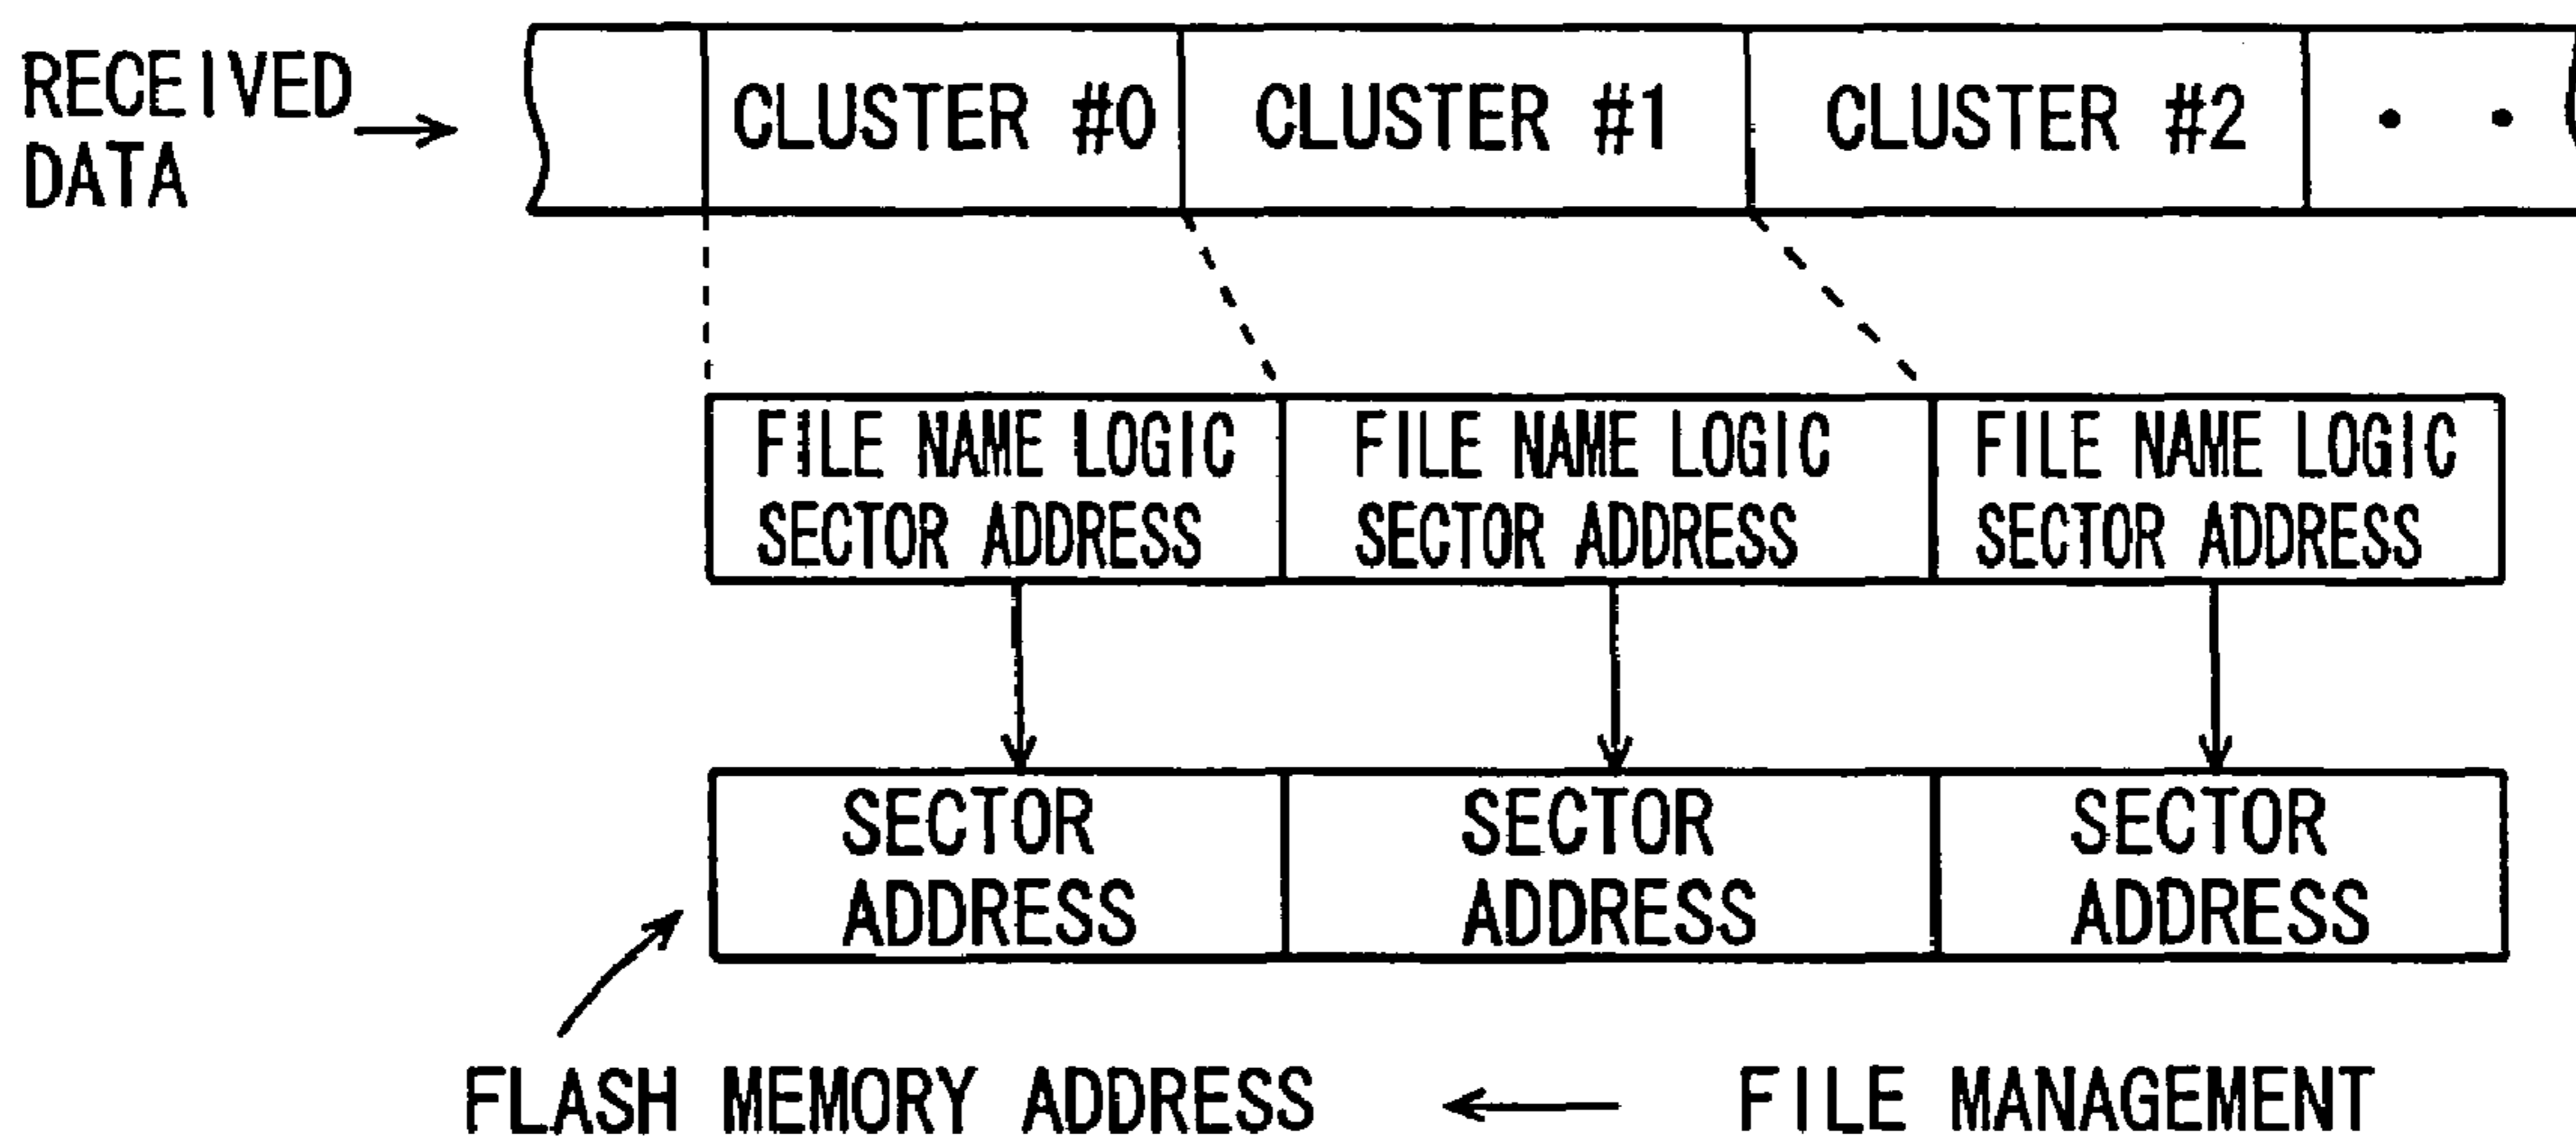 RECEIVED
DATA
CLUSTER #0 CLUSTER #1 CLUSTER #2 • •
FILE NAME LOGIC FILE NAME LOGIC FILE NAME LOGIC
SECTOR ADDRESS SECTOR ADDRESS SECTOR ADDRESS
SECTOR SECTOR SECTOR
ADDRESS ADDRESS ADDRESS
FLASH MEMORY ADDRESS ← FILE MANAGEMENT